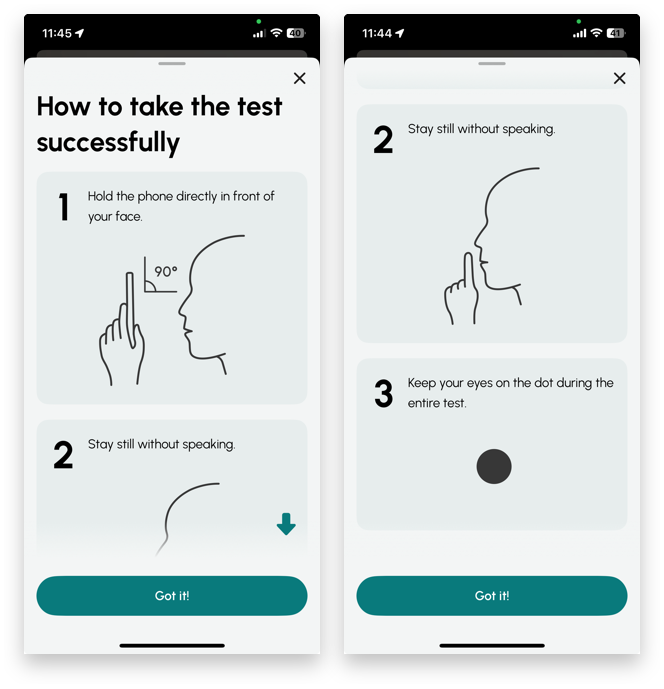 11:45
40
How to take the test
successfully
1
Hold the phone directly in front of
your face.
90°
2
Stay still without speaking.
Got it!
11:44
41
2
Stay still without speaking.
3
Keep your eyes on the dot during the
entire test.
Got it!